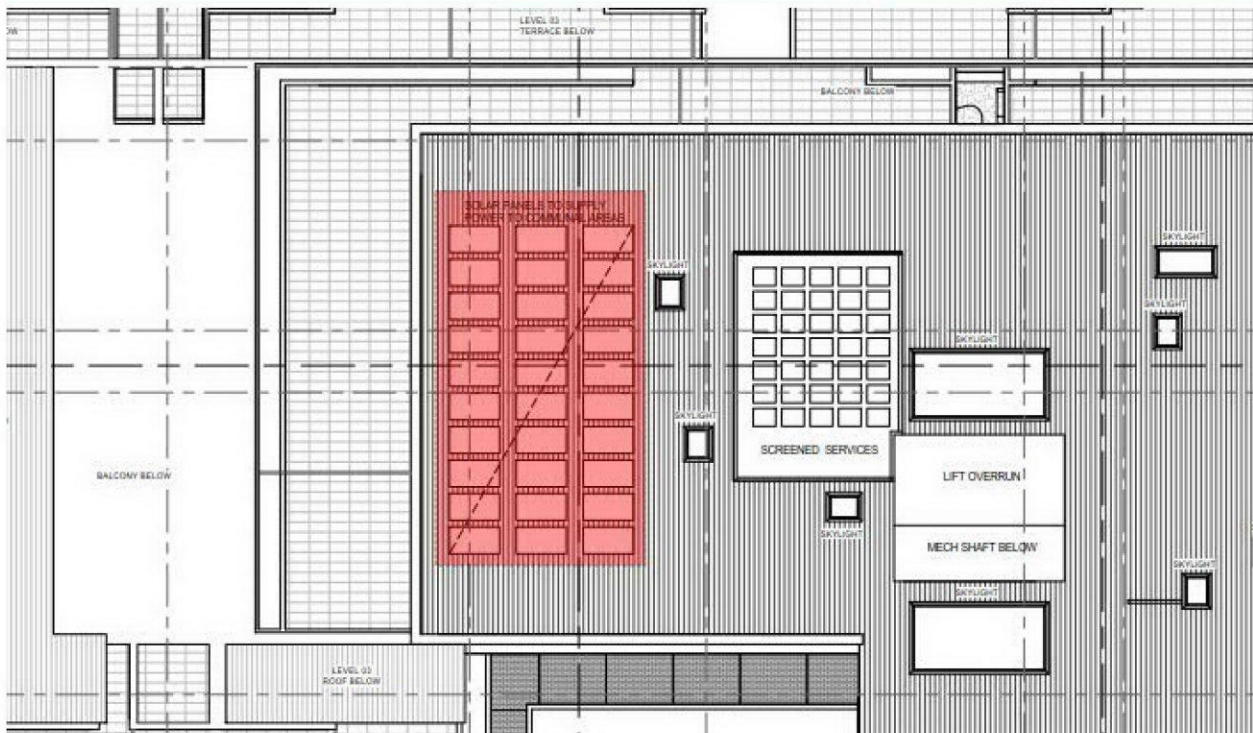 OW
LEVEL 03
TERRACE BELOW
BALCONY BELOW
SOLAR PANELS TO SUPPLY
POWER TO COMMUNAL AREAS
SKYLIGHT
SKYLIGHT
SKYLIGHT
SKYLIGHT
SKYLIGHT
SCREENED SERVICES
BALCONY BELOW
LIFT OVERRUN
SKYLIGHT
MECH SHAFT BELOW
SKYLIGHT
SKYLIGHT
LEVEL 03
ROOF BELOW